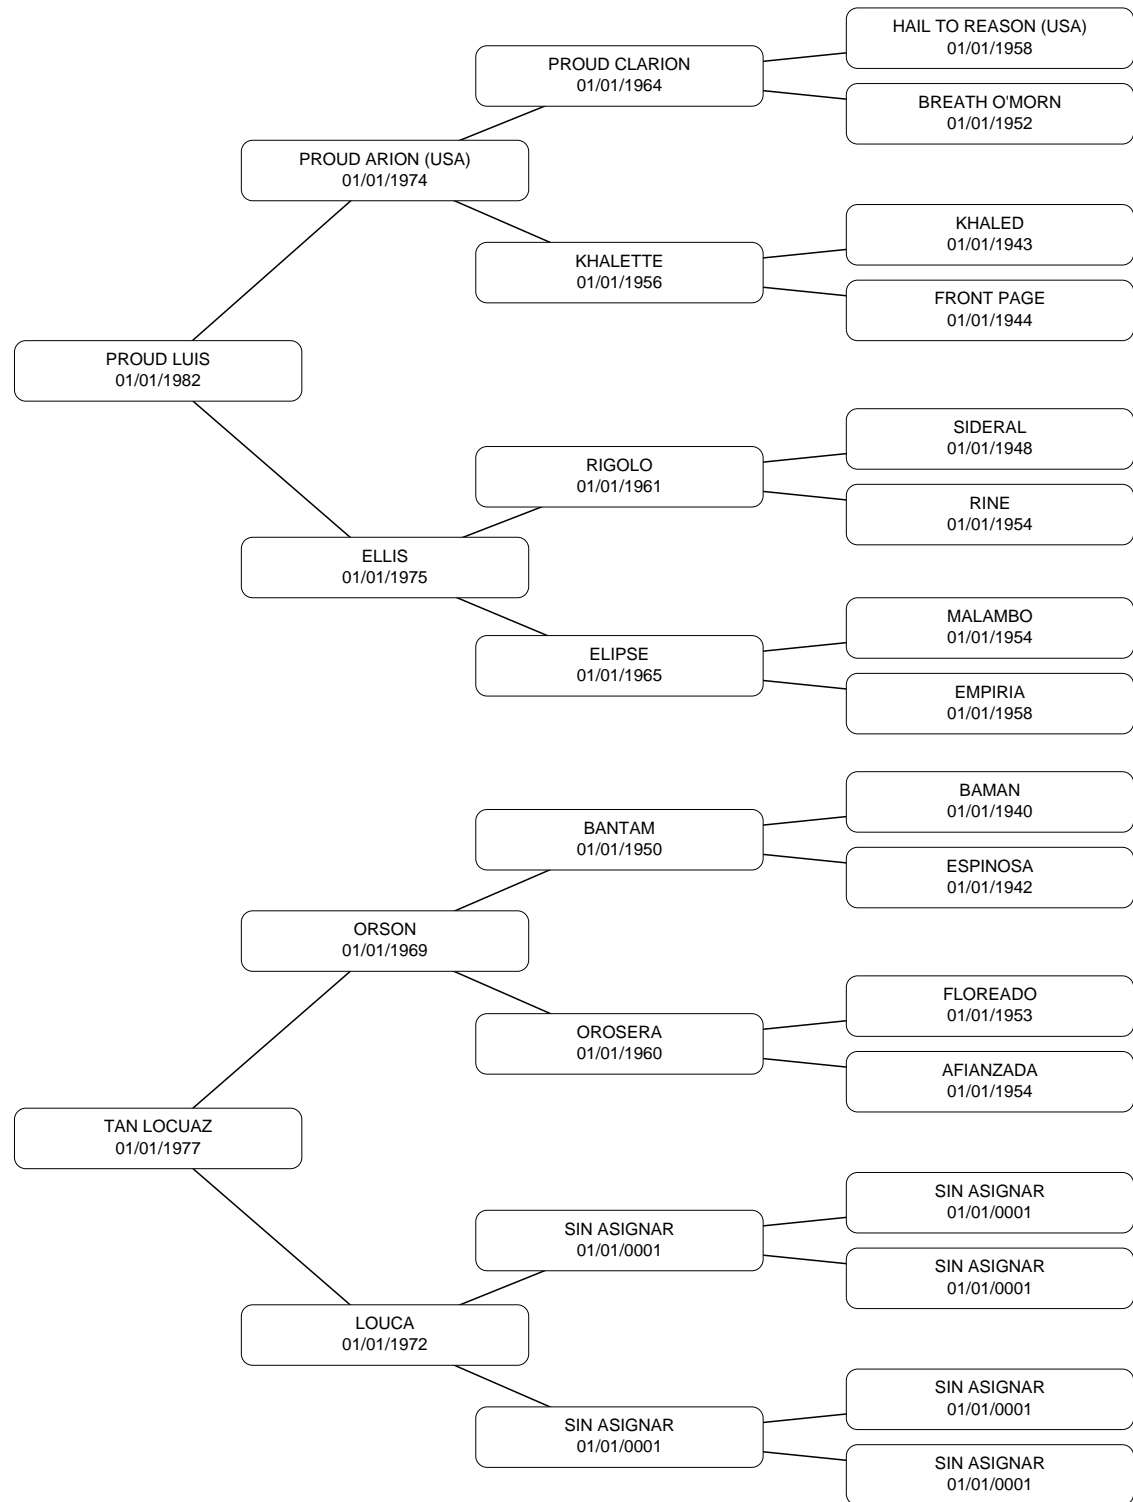 HAIL TO REASON (USA)
01/01/1958
PROUD CLARION
01/01/1964
BREATH O'MORN
01/01/1952
PROUD ARION (USA)
01/01/1974
KHALED
01/01/1943
KHALETTE
01/01/1956
FRONT PAGE
01/01/1944
PROUD LUIS
01/01/1982
SIDERAL
01/01/1948
RIGOLO
01/01/1961
RINE
01/01/1954
ELLIS
01/01/1975
MALAMBO
01/01/1954
ELIPSE
01/01/1965
EMPIRIA
01/01/1958
BAMAN
01/01/1940
BANTAM
01/01/1950
ESPINOSA
01/01/1942
ORSON
01/01/1969
FLOREADO
01/01/1953
OROSERA
01/01/1960
AFIANZADA
01/01/1954
TAN LOCUAZ
01/01/1977
SIN ASIGNAR
01/01/0001
SIN ASIGNAR
01/01/0001
SIN ASIGNAR
01/01/0001
LOUCA
01/01/1972
SIN ASIGNAR
01/01/0001
SIN ASIGNAR
01/01/0001
SIN ASIGNAR
01/01/0001